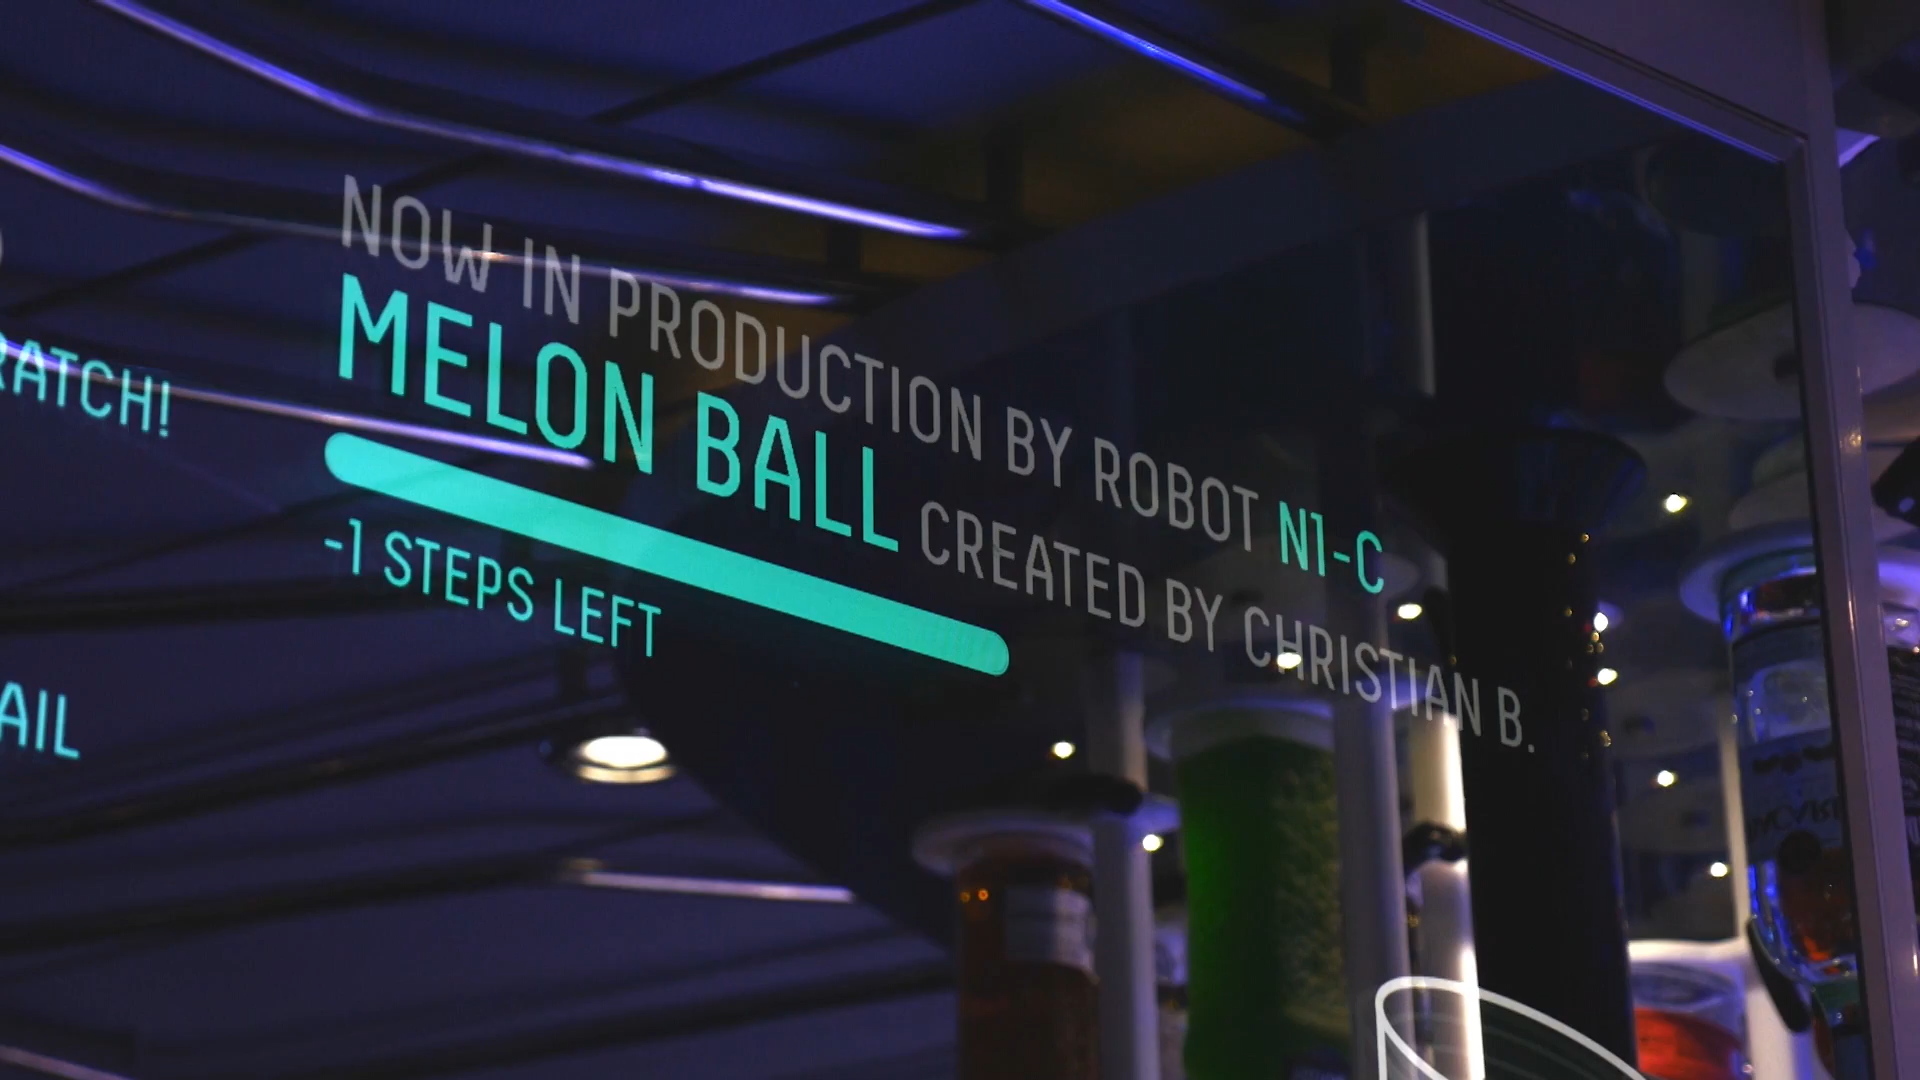 NOW IN PRODUCTION BY ROBOT N1-C
MELON BALL CREATED BY CHRISTIAN B.
-1 STEPS LEFT
RATCH!
AIL